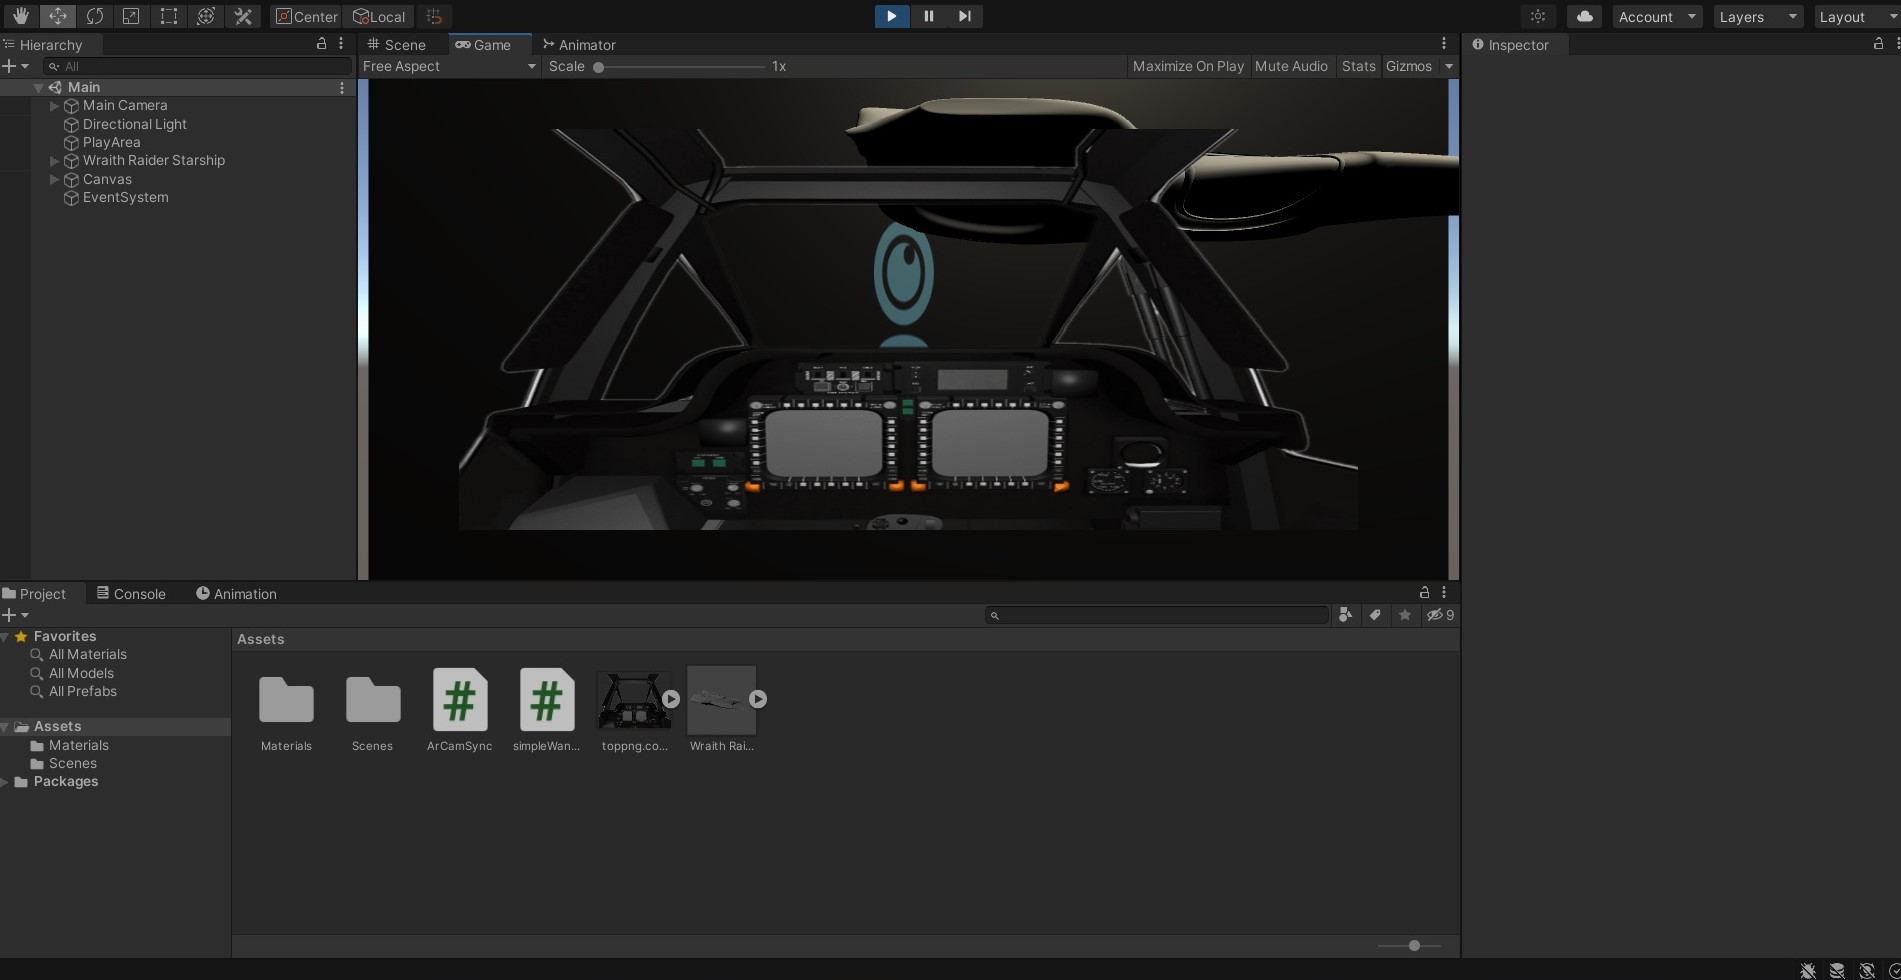 Center
Local
Account
Layers
Layout
Hierarchy
Scene
Game
Animator
Inspector
All
Free Aspect
Scale
1x
Maximize On Play
Mute Audio
Stats
Gizmos
Main
Main Camera
Directional Light
PlayArea
Wraith Raider Starship
Canvas
EventSystem
Project
Console
Animation
9
Favorites
All Materials
All Models
All Prefabs
Assets
Materials
Scenes
Packages
Assets
Materials
Scenes
ArCamSync
simpleWan...
toppng.co...
Wraith Rai...